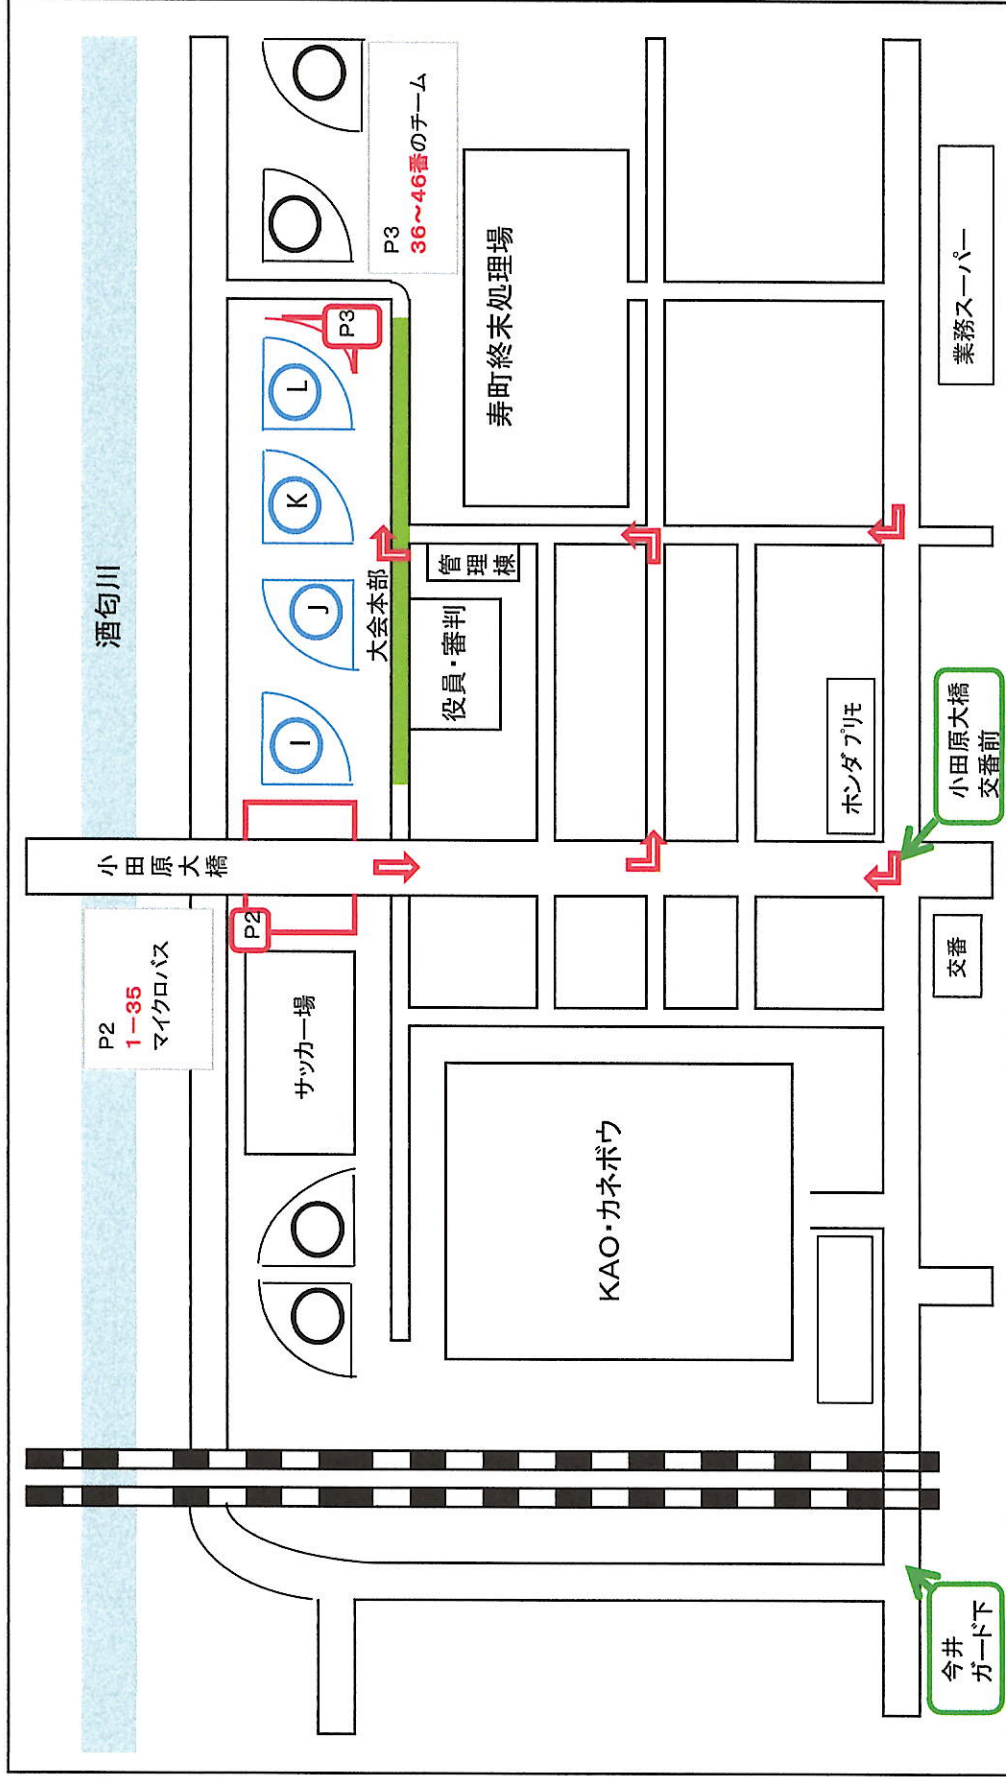 酒匂川
小田原大橋
P2
1－35
マイクロバス
P2
サッカー場
I
J
K
L
P3
P3
36～46番のチーム
大会本部
役員・審判
管理棟
寿町終末処理場
KAO・カネボウ
ホンダプリモ
交番
小田原大橋
交番前
業務スーパー
今井
ガード下